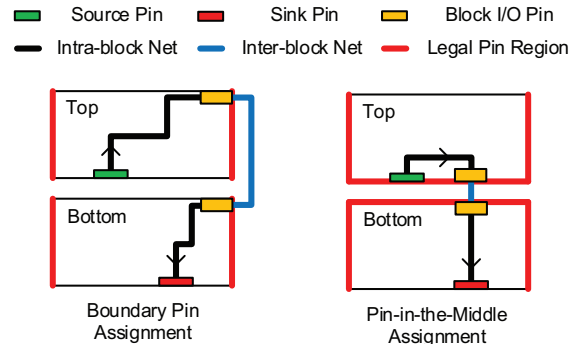 Source Pin Sink Pin Block I/O Pin
Intra-block Net Inter-block Net Legal Pin Region
Top
Bottom
Boundary Pin
Assignment
Top
Bottom
Pin-in-the-Middle
Assignment